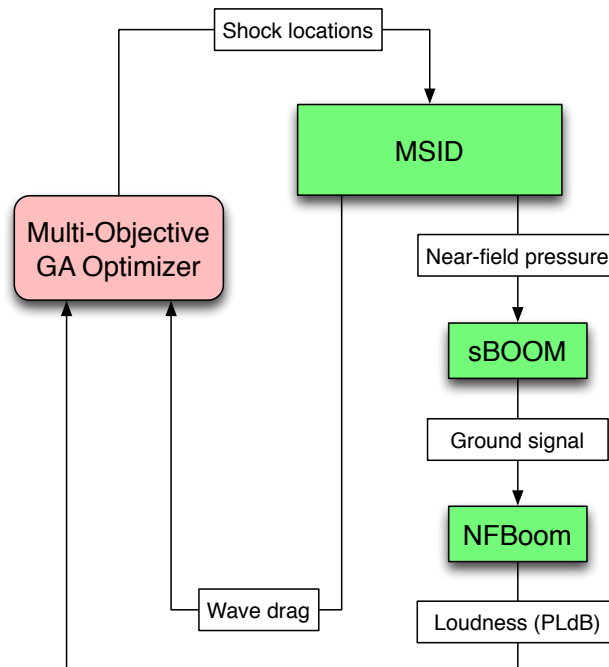 Shock locations
MSID
Multi-Objective
GA Optimizer
Near-field pressure
sBOOM
Ground signal
NFBoom
Wave drag
Loudness (PLdB)